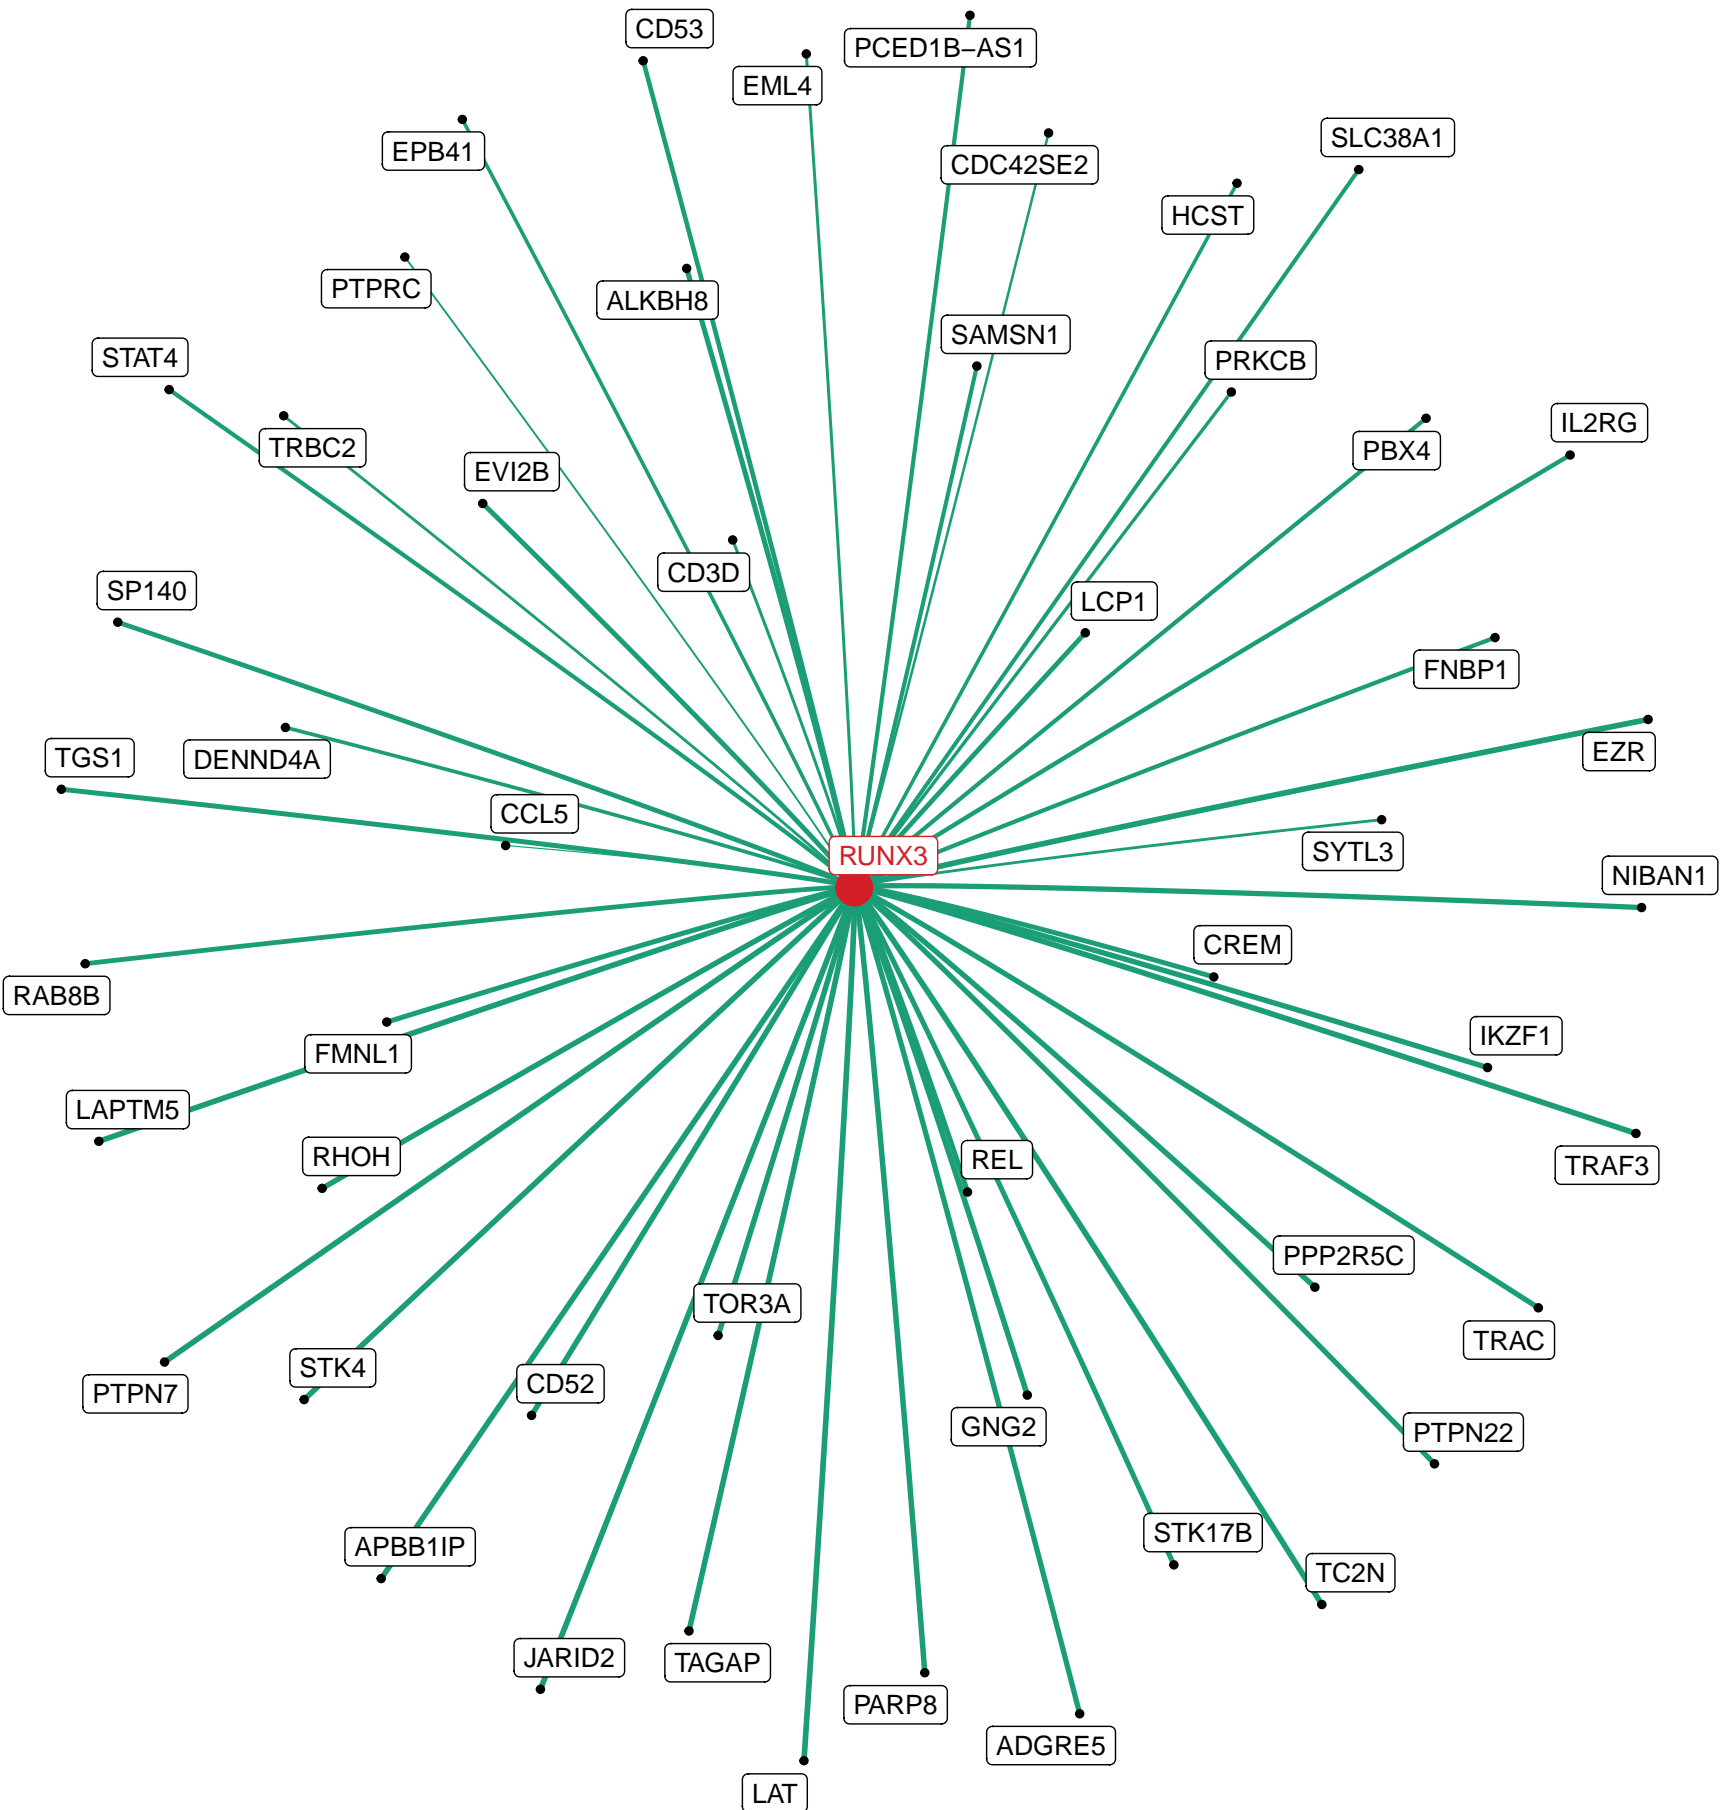 CD53
PCED1B−AS1
EML4
SLC38A1
EPB41
CDC42SE2
HCST
PTPRC
ALKBH8
SAMSN1
STAT4
PRKCB
IL2RG
TRBC2
PBX4
EVI2B
CD3D
SP140
LCP1
FNBP1
TGS1
DENND4A
EZR
CCL5
RUNX3
SYTL3
NIBAN1
CREM
RAB8B
IKZF1
FMNL1
LAPTM5
RHOH
REL
TRAF3
PPP2R5C
TOR3A
TRAC
STK4
CD52
PTPN7
GNG2
PTPN22
STK17B
APBB1IP
TC2N
JARID2
TAGAP
PARP8
ADGRE5
LAT